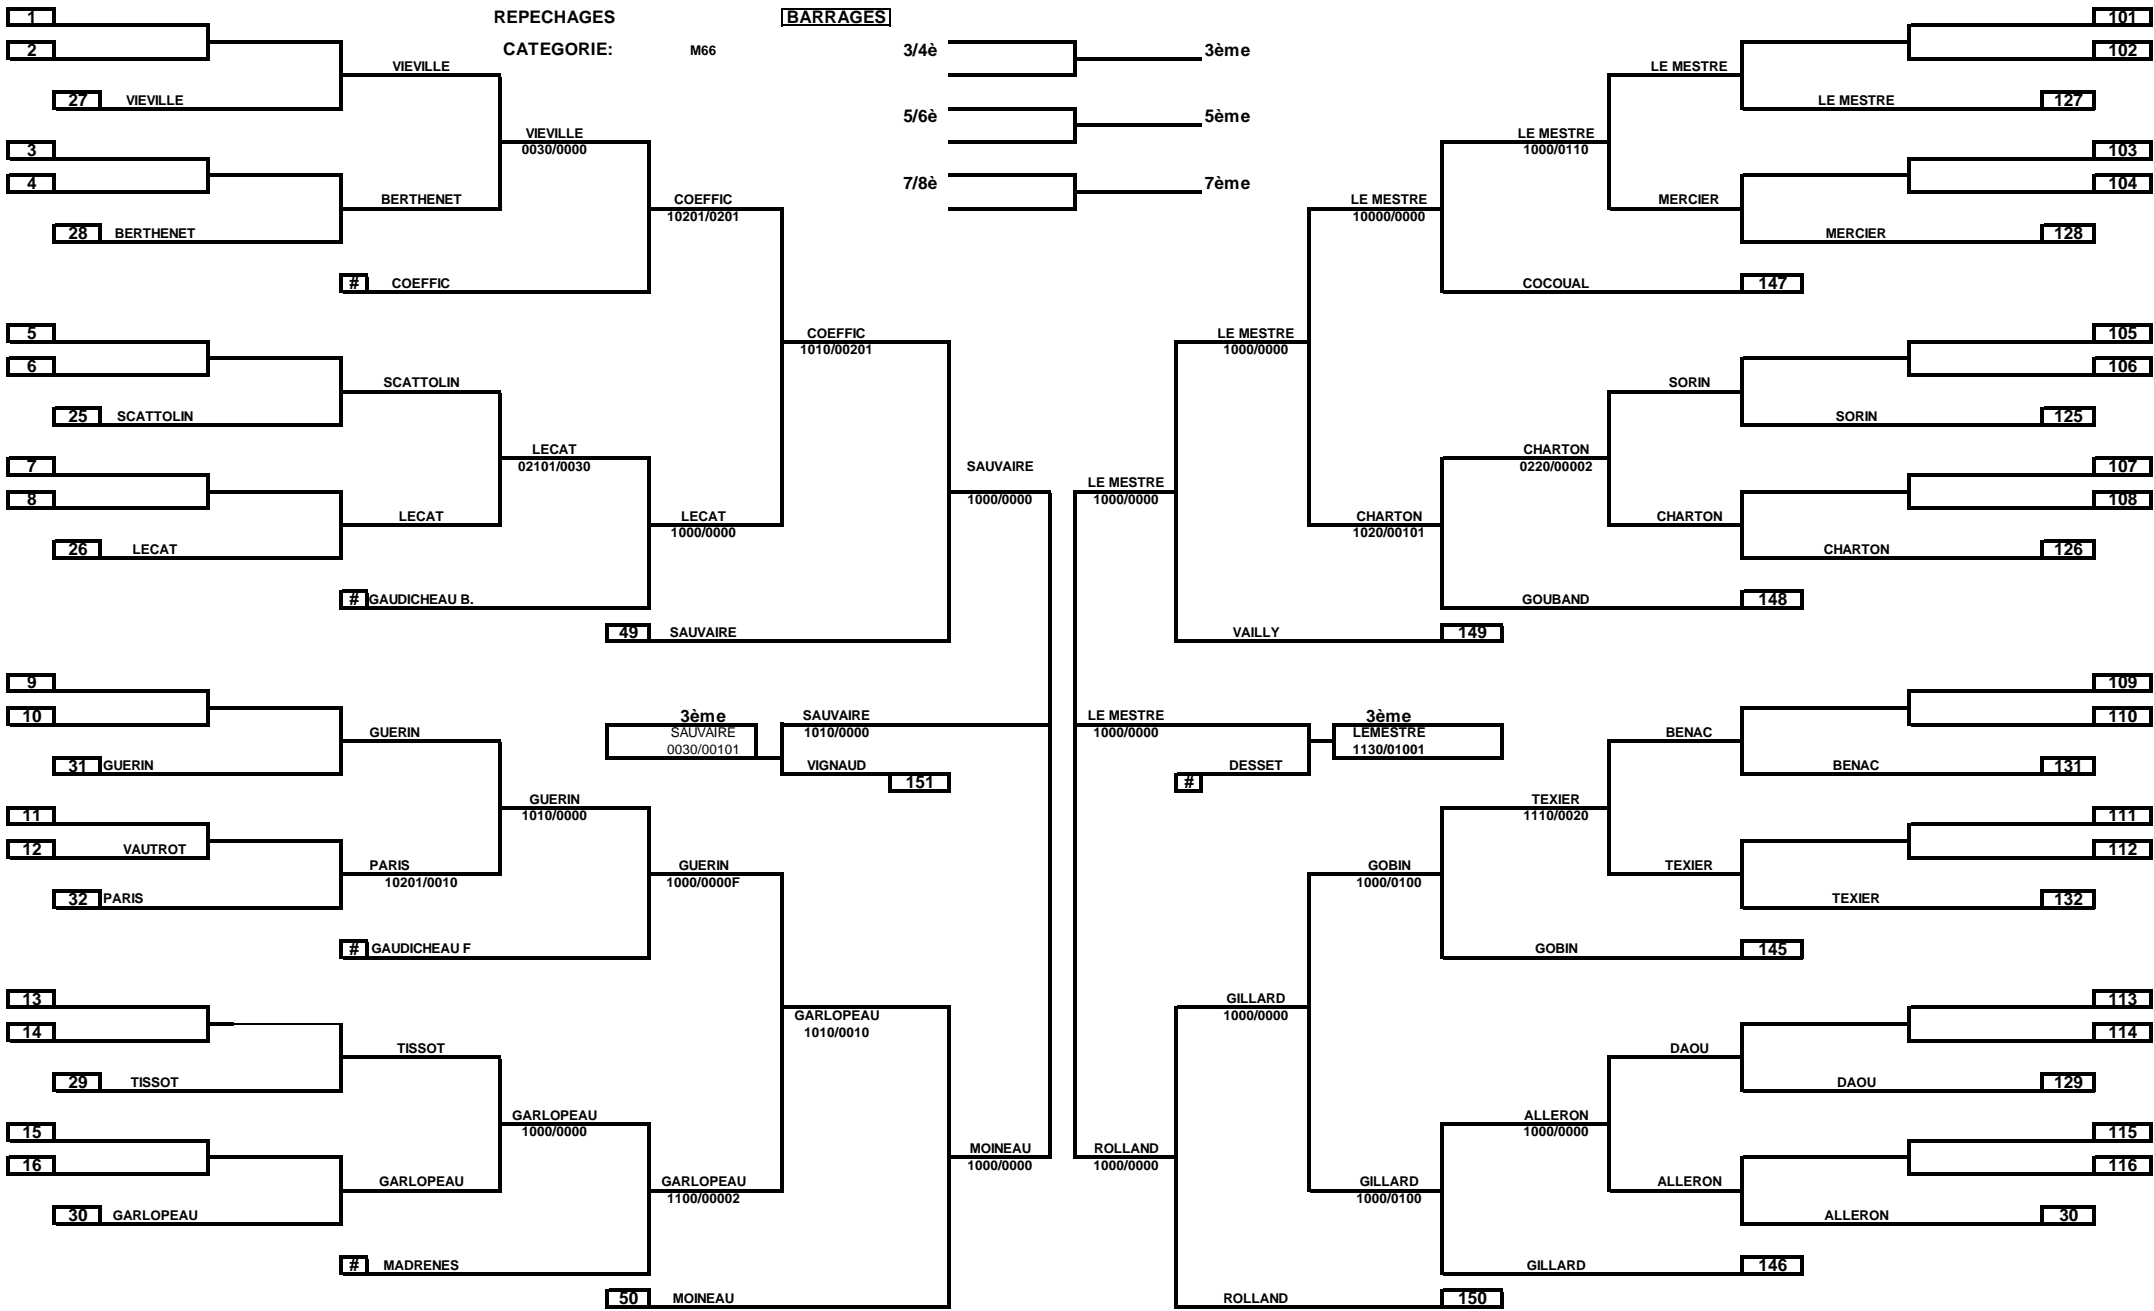 1 REPECHAGES BARRAGES 101
2 CATEGORIE: M66 3/4è 3ème 102
VIEVILLE LE MESTRE
27 VIEVILLE LE MESTRE 127
5/6è 5ème
VIEVILLE LE MESTRE
0030/0000 1000/0110
3 103
4 7/8è 7ème 104
BERTHENET COEFFIC LE MESTRE MERCIER
10201/0201 10000/0000
28 BERTHENET MERCIER 128
# COEFFIC COCOUAL 147
5 COEFFIC LE MESTRE 105
1010/00201 1000/0000
6 106
SCATTOLIN SORIN
25 SCATTOLIN SORIN 125
LECAT CHARTON
02101/0030 0220/00002
7 SAUVAIRE 107
LE MESTRE
8 1000/0000 1000/0000 108
LECAT LECAT CHARTON CHARTON
1000/0000 1020/00101
26 LECAT CHARTON 126
# GAUDICHEAU B. GOUBAND 148
49 SAUVAIRE VAILLY 149
9 109
10 3ème SAUVAIRE LE MESTRE 3ème 110
GUERIN SAUVAIRE 1010/0000 1000/0000 LEMESTRE BENAC
0030/00101 1130/01001
31 GUERIN VIGNAUD DESSET BENAC 131
151 #
GUERIN TEXIER
1010/0000 1110/0020
11 111
12 VAUTROT 112
PARIS GUERIN GOBIN TEXIER
10201/0010 1000/0000F 1000/0100
32 PARIS TEXIER 132
# GAUDICHEAU F GOBIN 145
13 GILLARD 113
GARLOPEAU 1000/0000
14 1010/0010 114
TISSOT DAOU
29 TISSOT DAOU 129
GARLOPEAU ALLERON
1000/0000 1000/0000
15 115
MOINEAU ROLLAND
16 1000/0000 1000/0000 116
GARLOPEAU GARLOPEAU GILLARD ALLERON
1100/00002 1000/0100
30 GARLOPEAU ALLERON 30
# MADRENES GILLARD 146
50 MOINEAU ROLLAND 150